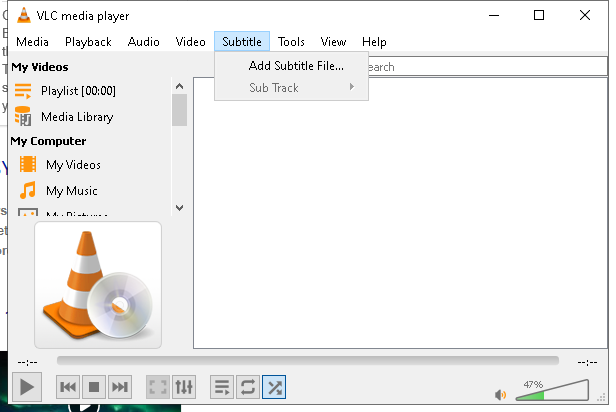 VLC media player
Media Playback Audio Video Subtitle Tools View Help
My Videos
Add Subtitle File...
earch
Playlist [00:00]
Sub Track
Media Library
My Computer
My Videos
My Music
My Pictures
--:--
--:--
47%